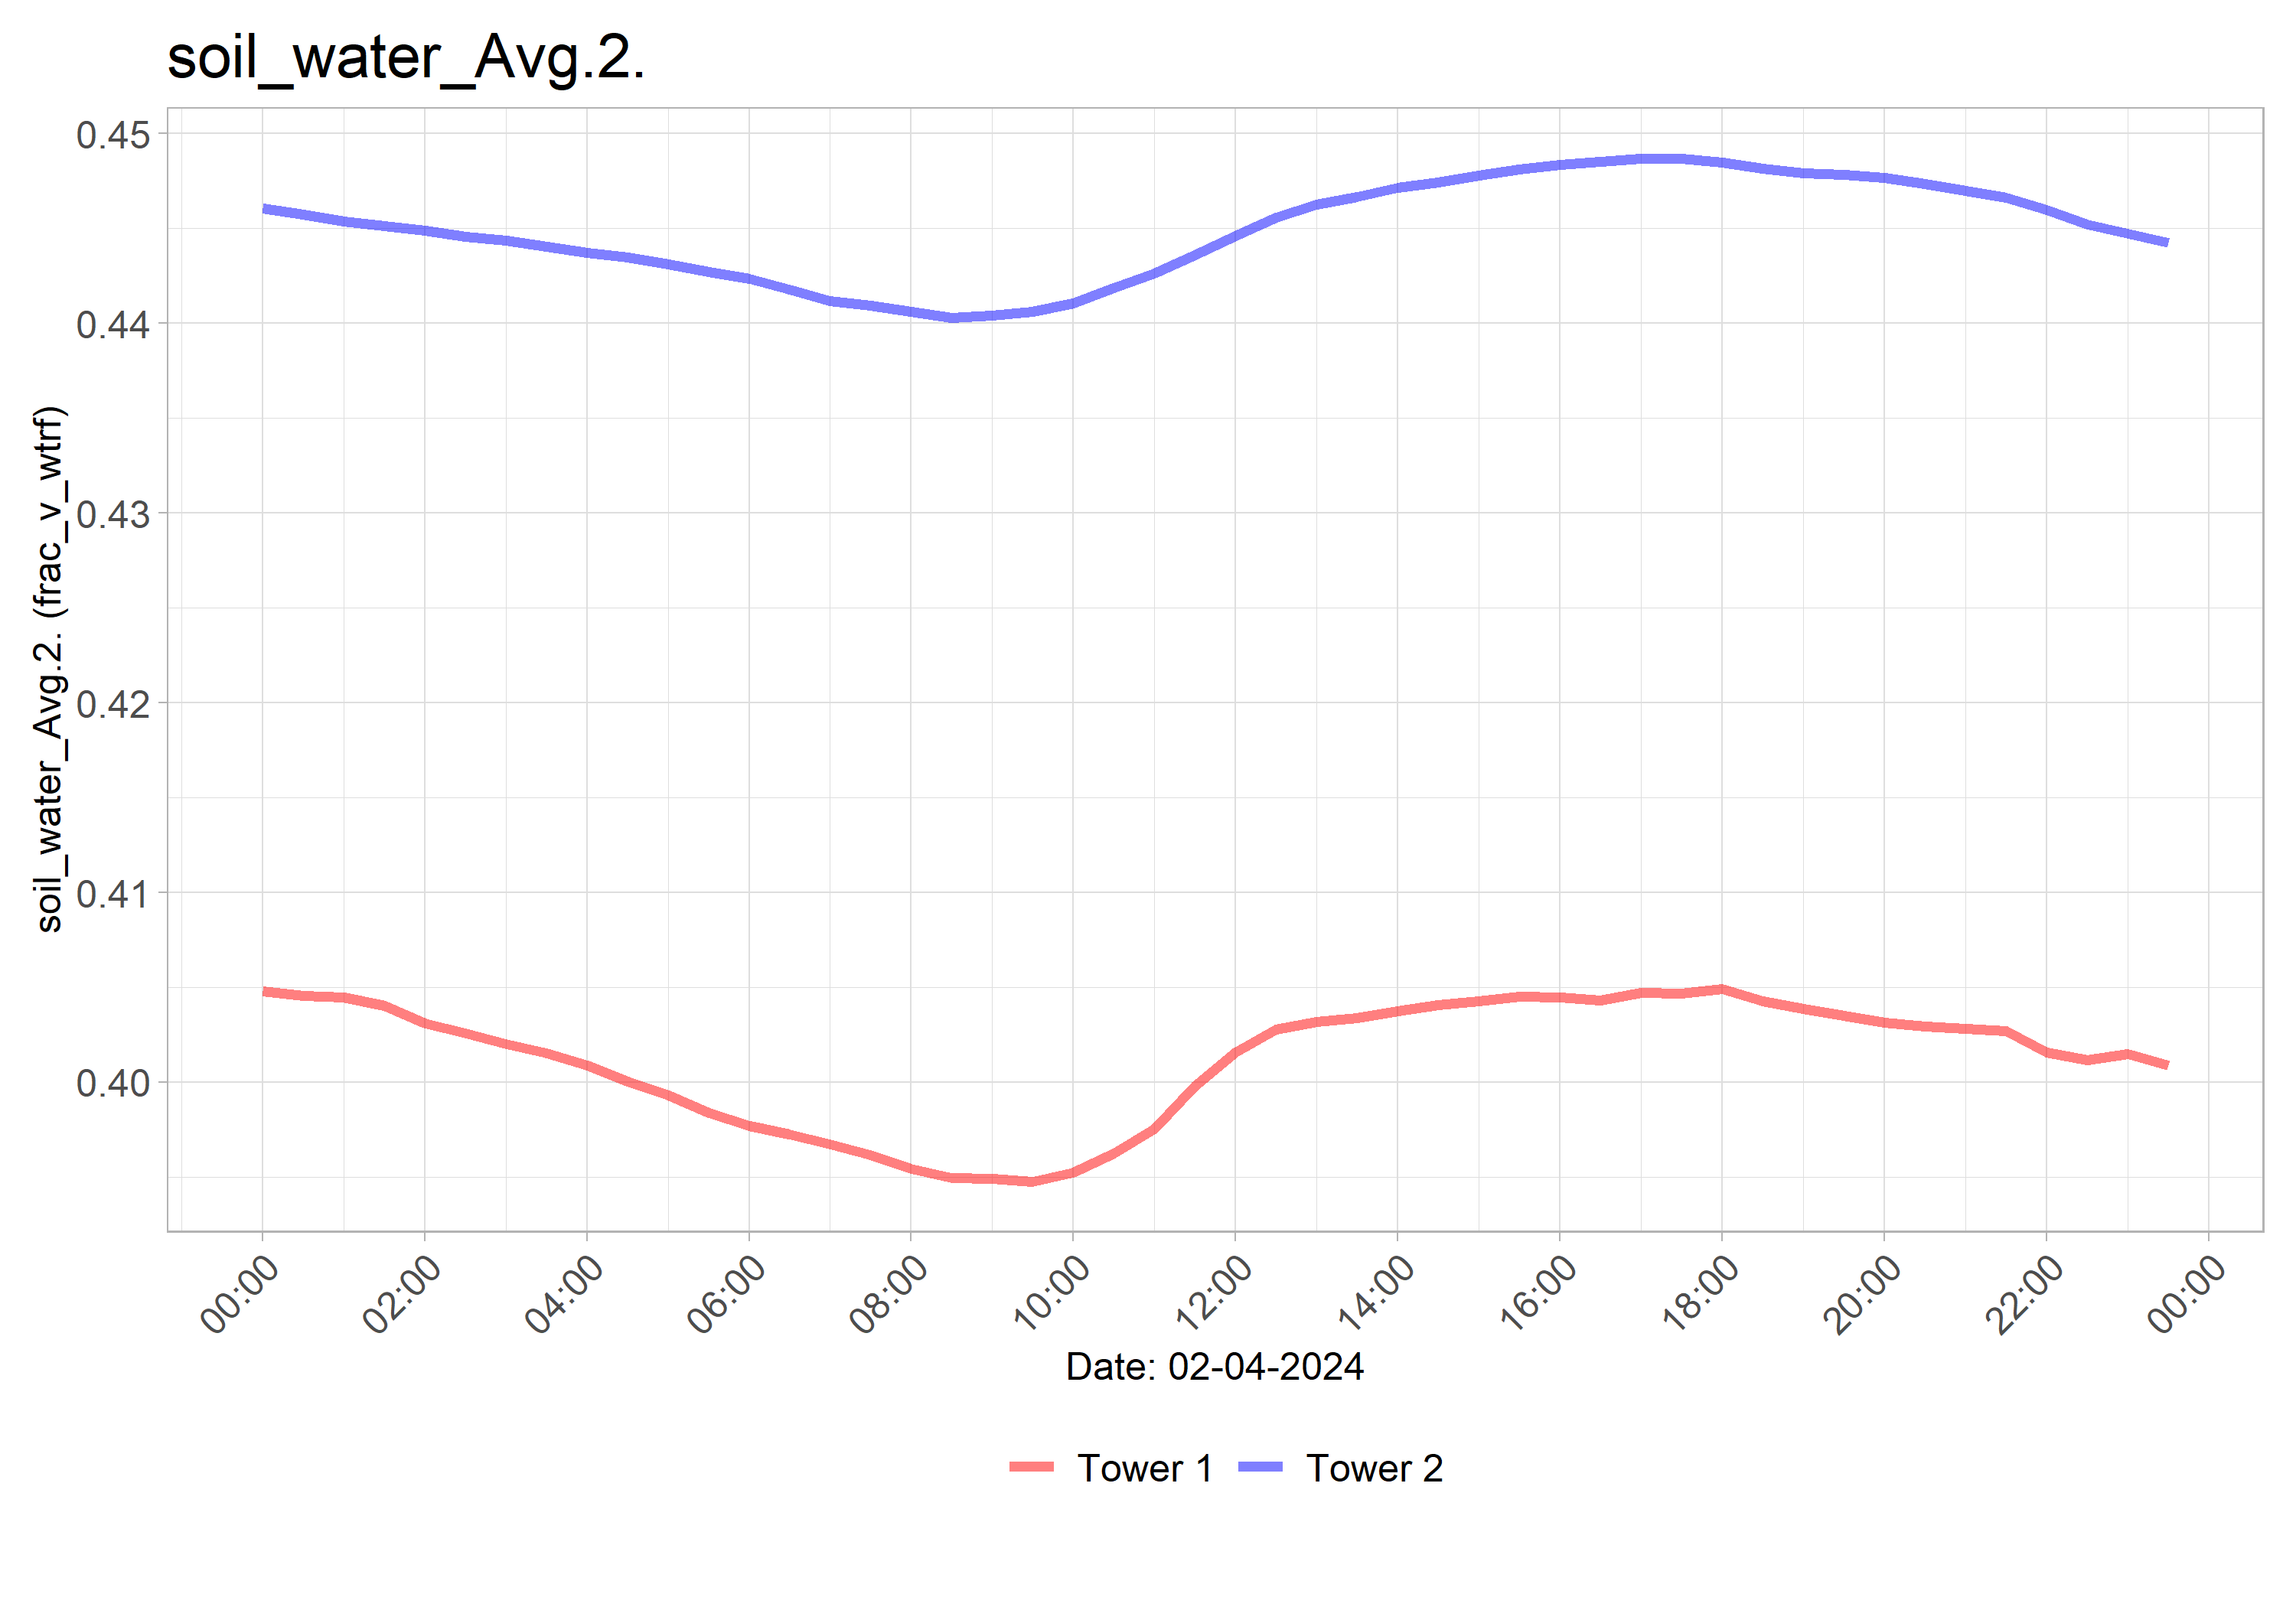 soil_water_Avg.2.
soil_water_Avg.2. (frac_v_wtrf)
0.45
0.44
0.43
0.42
0.41
0.40
00:00 02:00 04:00 06:00 08:00 10:00 12:00 14:00 16:00 18:00 20:00 22:00 00:00
Date: 02-04-2024
Tower 1 Tower 2